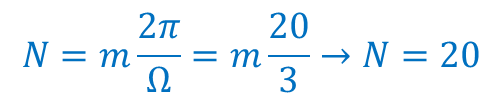 N = m 2π/Ω = m 20/3 → N = 20